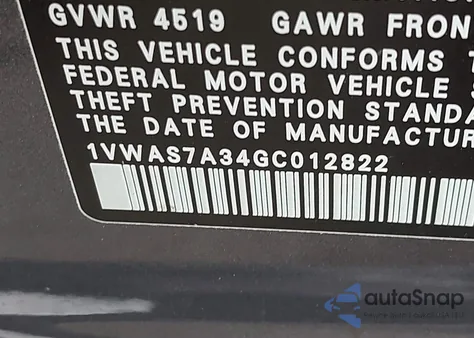 GVWR 4519 GAWR FRON
THIS VEHICLE CONFORMS T
FEDERAL MOTOR VEHICLE S
THEFT PREVENTION STANDA
THE DATE OF MANUFACTUR
1VWAS7A34GC012822
autoSnap